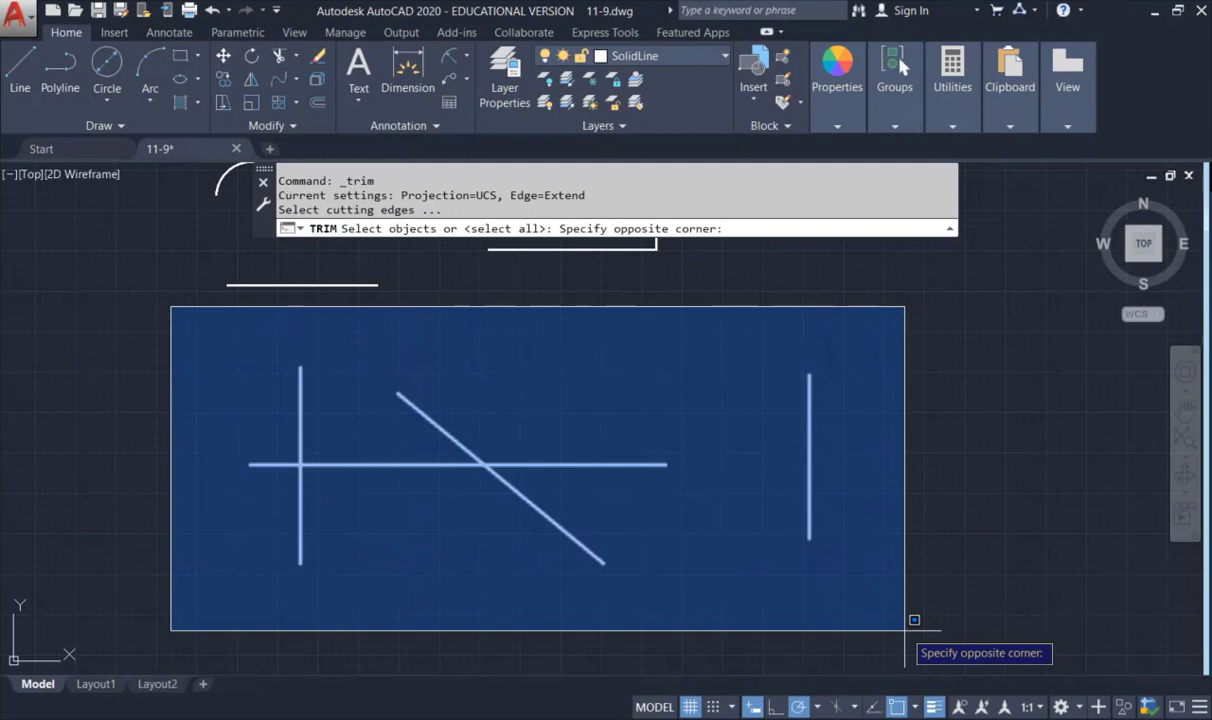 Autodesk AutoCAD 2020 - EDUCATIONAL VERSION 11-9.dwg
Type a keyword or phrase
Sign In
Home Insert Annotate Parametric View Manage Output Add-ins Collaborate Express Tools Featured Apps
SolidLine
Line Polyline Circle Arc Text Dimension Layer Properties Insert Properties Groups Utilities Clipboard View
Draw Modify Annotation Layers Block
Start 11-9*
[−][Top][2D Wireframe]
Command: _trim
Current settings: Projection=UCS, Edge=Extend
Select cutting edges ...
TRIM Select objects or <select all>: Specify opposite corner:
N
W TOP E
S
WCS
Y
X
Specify opposite corner:
Model Layout1 Layout2
MODEL 1:1